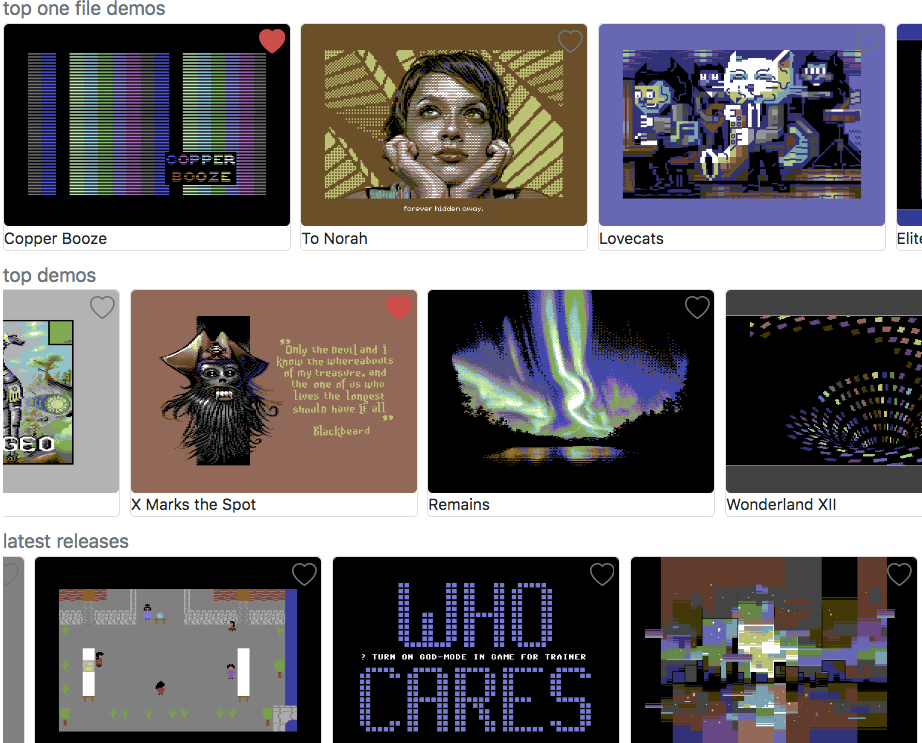 top one file demos
COPPER
BOOZE
forever hidden away.
Copper Booze
To Norah
Lovecats
Elite
top demos
GEO
"Only the Devil and I
know the whereabouts
of my treasure, and
the one of us who
lives the longest
should have it all"
Blackbeard
X Marks the Spot
Remains
Wonderland XII
latest releases
WHO
? TURN ON GOD-MODE IN GAME FOR TRAINER
CARES